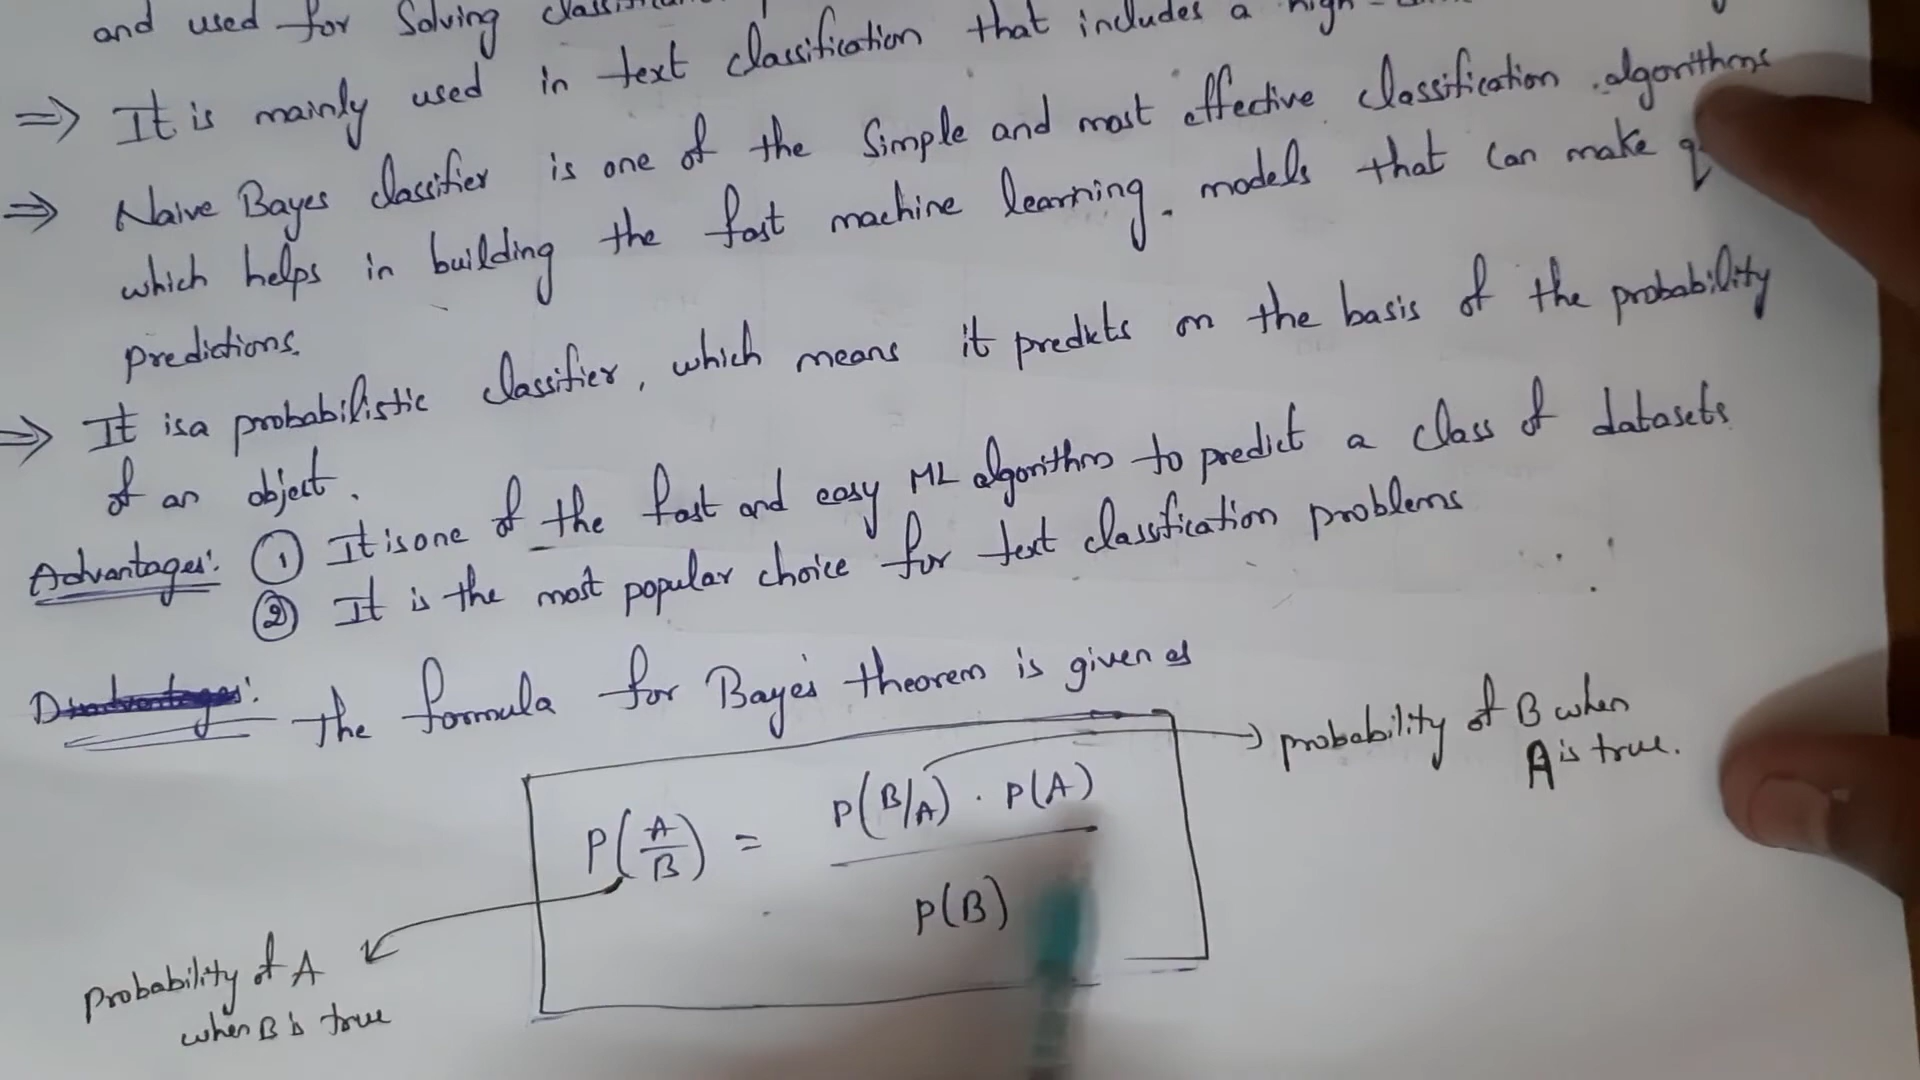 and used for Solving
⇒ It is mainly used in text classification that includes a high-
⇒ Naive Bayes classifier is one of the Simple and most effective classification algorithms
which helps in building the fast machine learning models that can make
predictions.
⇒ It is a probabilistic classifier, which means it predicts on the basis of the probability
of an object.
Advantages: ① It is one of the fast and easy ML algorithms to predict a class of datasets
② It is the most popular choice for text classification problems
Disadvantages: The formula for Baye's theorem is given as
P(A/B) = P(B/A) . P(A) / P(B)
→ probability of B when
A is true.
Probability of A
when B is true